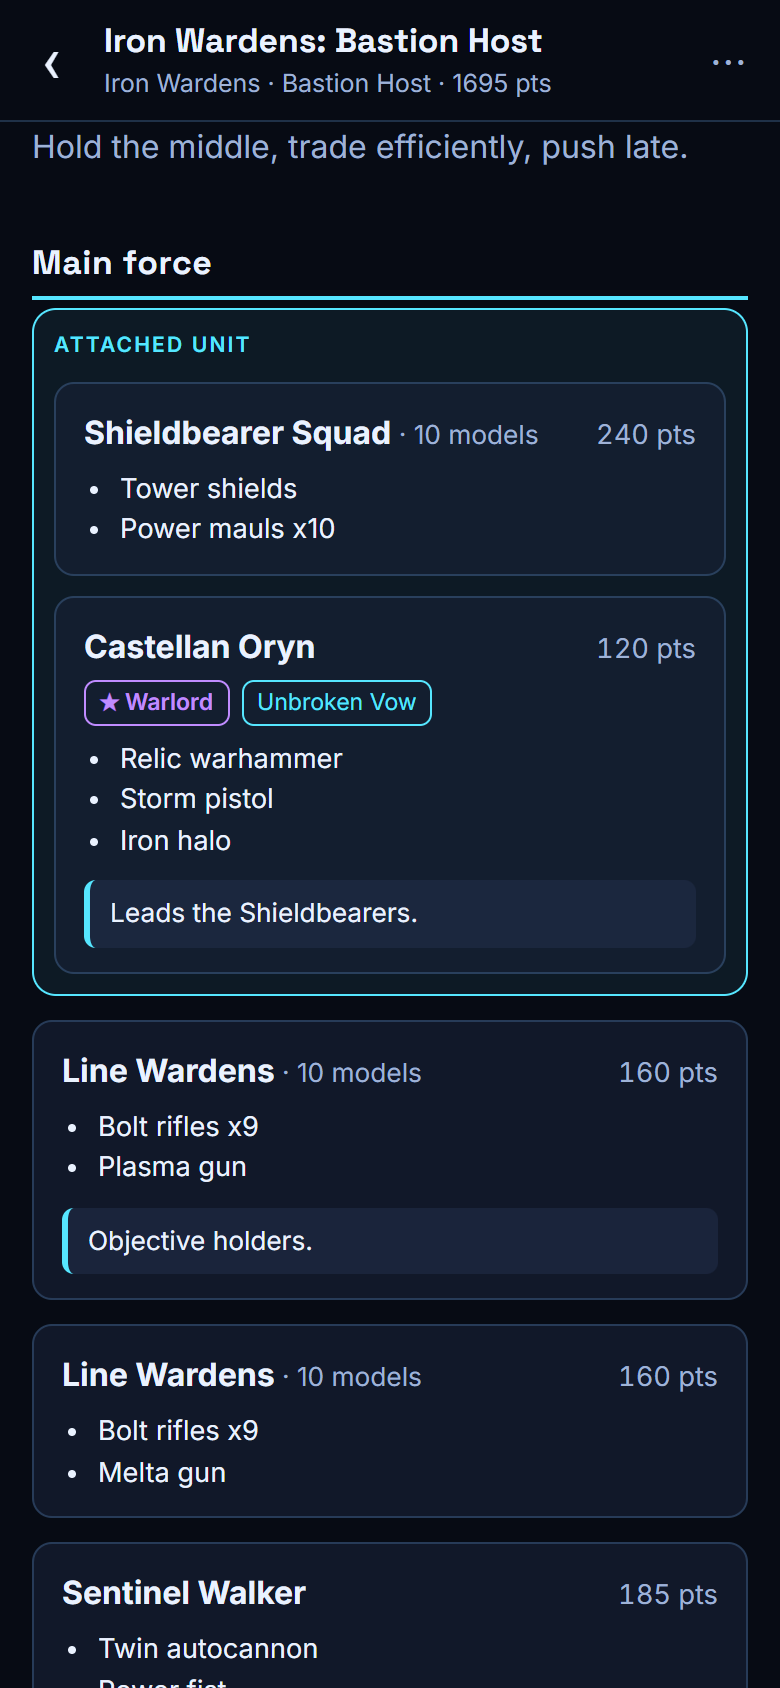 Iron Wardens: Bastion Host
Iron Wardens · Bastion Host · 1695 pts
Hold the middle, trade efficiently, push late.
Main force
ATTACHED UNIT
Shieldbearer Squad · 10 models 240 pts
• Tower shields
• Power mauls x10
Castellan Oryn 120 pts
★ Warlord Unbroken Vow
• Relic warhammer
• Storm pistol
• Iron halo
Leads the Shieldbearers.
Line Wardens · 10 models 160 pts
• Bolt rifles x9
• Plasma gun
Objective holders.
Line Wardens · 10 models 160 pts
• Bolt rifles x9
• Melta gun
Sentinel Walker 185 pts
• Twin autocannon
Power fist